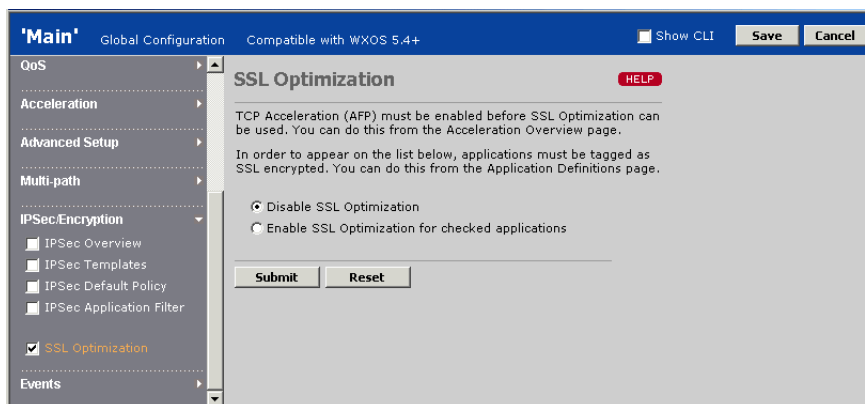 'Main' Global Configuration Compatible with WXOS 5.4+ Show CLI Save Cancel
QoS
Acceleration
Advanced Setup
Multi-path
IPSec/Encryption
IPSec Overview
IPSec Templates
IPSec Default Policy
IPSec Application Filter
SSL Optimization
Events
SSL Optimization HELP
TCP Acceleration (AFP) must be enabled before SSL Optimization can
be used. You can do this from the Acceleration Overview page.
In order to appear on the list below, applications must be tagged as
SSL encrypted. You can do this from the Application Definitions page.
Disable SSL Optimization
Enable SSL Optimization for checked applications
Submit Reset